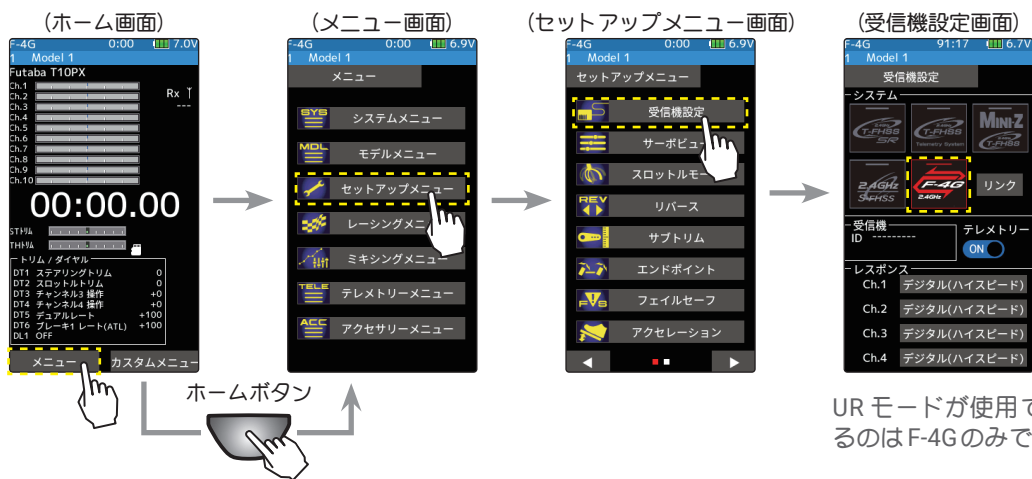 (ホーム画面)
F-4G 0:00 7.0V
1 Model 1
Futaba T10PX
Ch.1
Ch.2
Ch.3
Ch.4
Ch.5
Ch.6
Ch.7
Ch.8
Ch.9
Ch.10
Rx
---
00:00.00
STトリム
THトリム
トリム / ダイヤル
DT1 ステアリングトリム 0
DT2 スロットルトリム 0
DT3 チャンネル3 操作 +0
DT4 チャンネル4 操作 +0
DT5 デュアルレート +100
DT6 ブレーキ1 レート(ATL) +100
DL1 OFF
メニュー カスタムメニュー
ホームボタン
(メニュー画面)
F-4G 0:00 6.9V
1 Model 1
メニュー
SYS システムメニュー
MDL モデルメニュー
セットアップメニュー
レーシングメニ
ミキシングメニュー
TELE テレメトリーメニュー
ACC アクセサリーメニュー
(セットアップメニュー画面)
F-4G 0:00 6.9V
1 Model 1
セットアップメニュー
受信機設定
サーボビュ
スロットルモー
REV リバース
サブトリム
エンドポイント
F/S フェイルセーフ
アクセレーション
(受信機設定画面)
F-4G 91:17 6.7V
1 Model 1
受信機設定
システム
T-FHSS SR
T-FHSS Telemetry System
MINI-Z T-FHSS
2.4GHz S-FHSS
F-4G 2.4GHz
リンク
受信機
ID --------
テレメトリー
ON
レスポンス
Ch.1 デジタル(ハイスピード)
Ch.2 デジタル(ハイスピード)
Ch.3 デジタル(ハイスピード)
Ch.4 デジタル(ハイスピード)
UR モードが使用で
るのは F-4G のみで